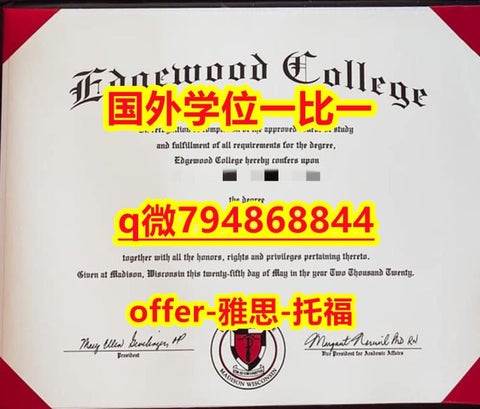 Edgewood College
国外学位一比一
and fulfillment of all requirements for the degree,
Edgewood College hereby confers upon
the degree
q微794868844
together with all the honors, rights and privileges pertaining thereto.
Given at Madison, Wisconsin this twenty-fifth day of May in the year Two Thousand Twenty.
offer-雅思-托福
President
Vice President for Academic Affairs
MADISON WISCONSIN